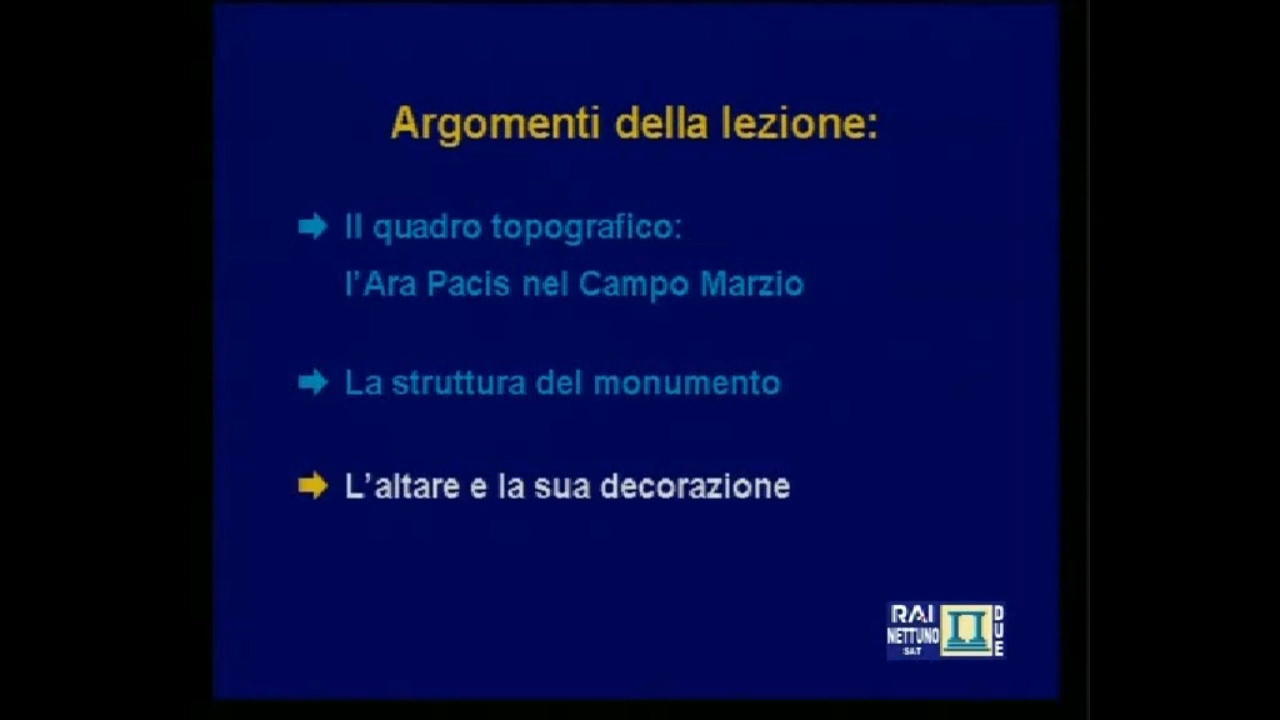 Argomenti della lezione:
Il quadro topografico:
l'Ara Pacis nel Campo Marzio
La struttura del monumento
L'altare e la sua decorazione
RAI
NETTUNO
SAT
DUE